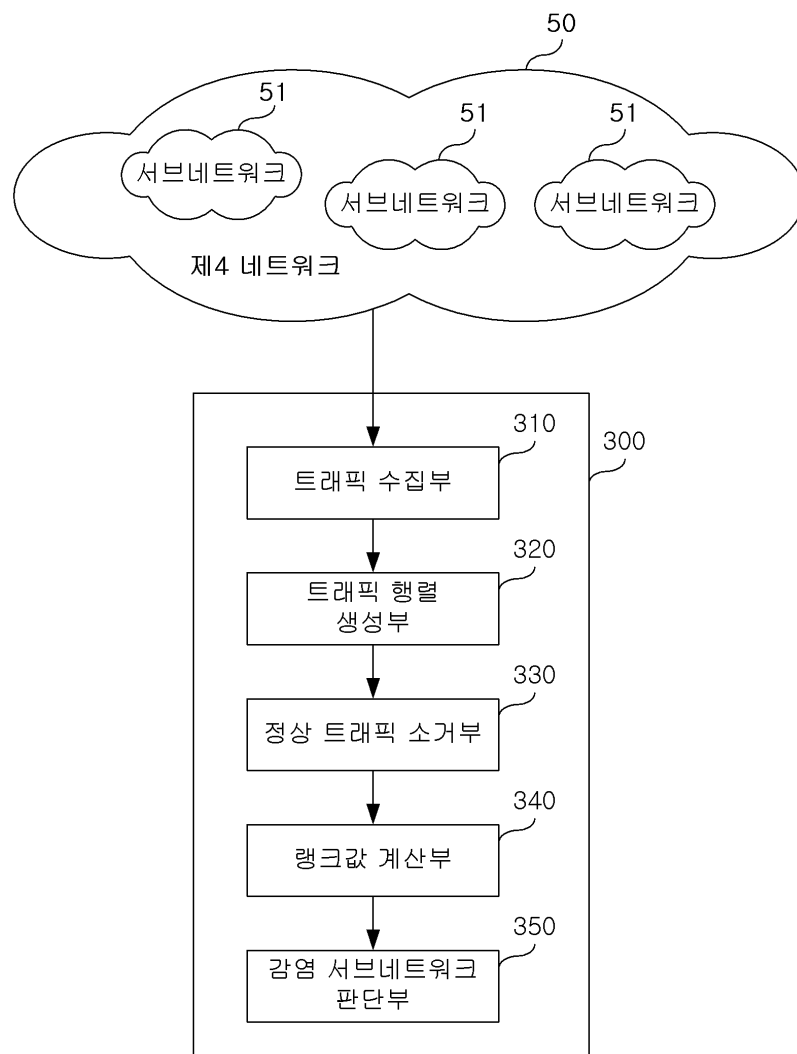 50
51
51
51
서브네트워크
서브네트워크
서브네트워크
제4 네트워크
310
300
트래픽 수집부
320
트래픽 행렬
생성부
330
정상 트래픽 소거부
340
랭크값 계산부
350
감염 서브네트워크
판단부